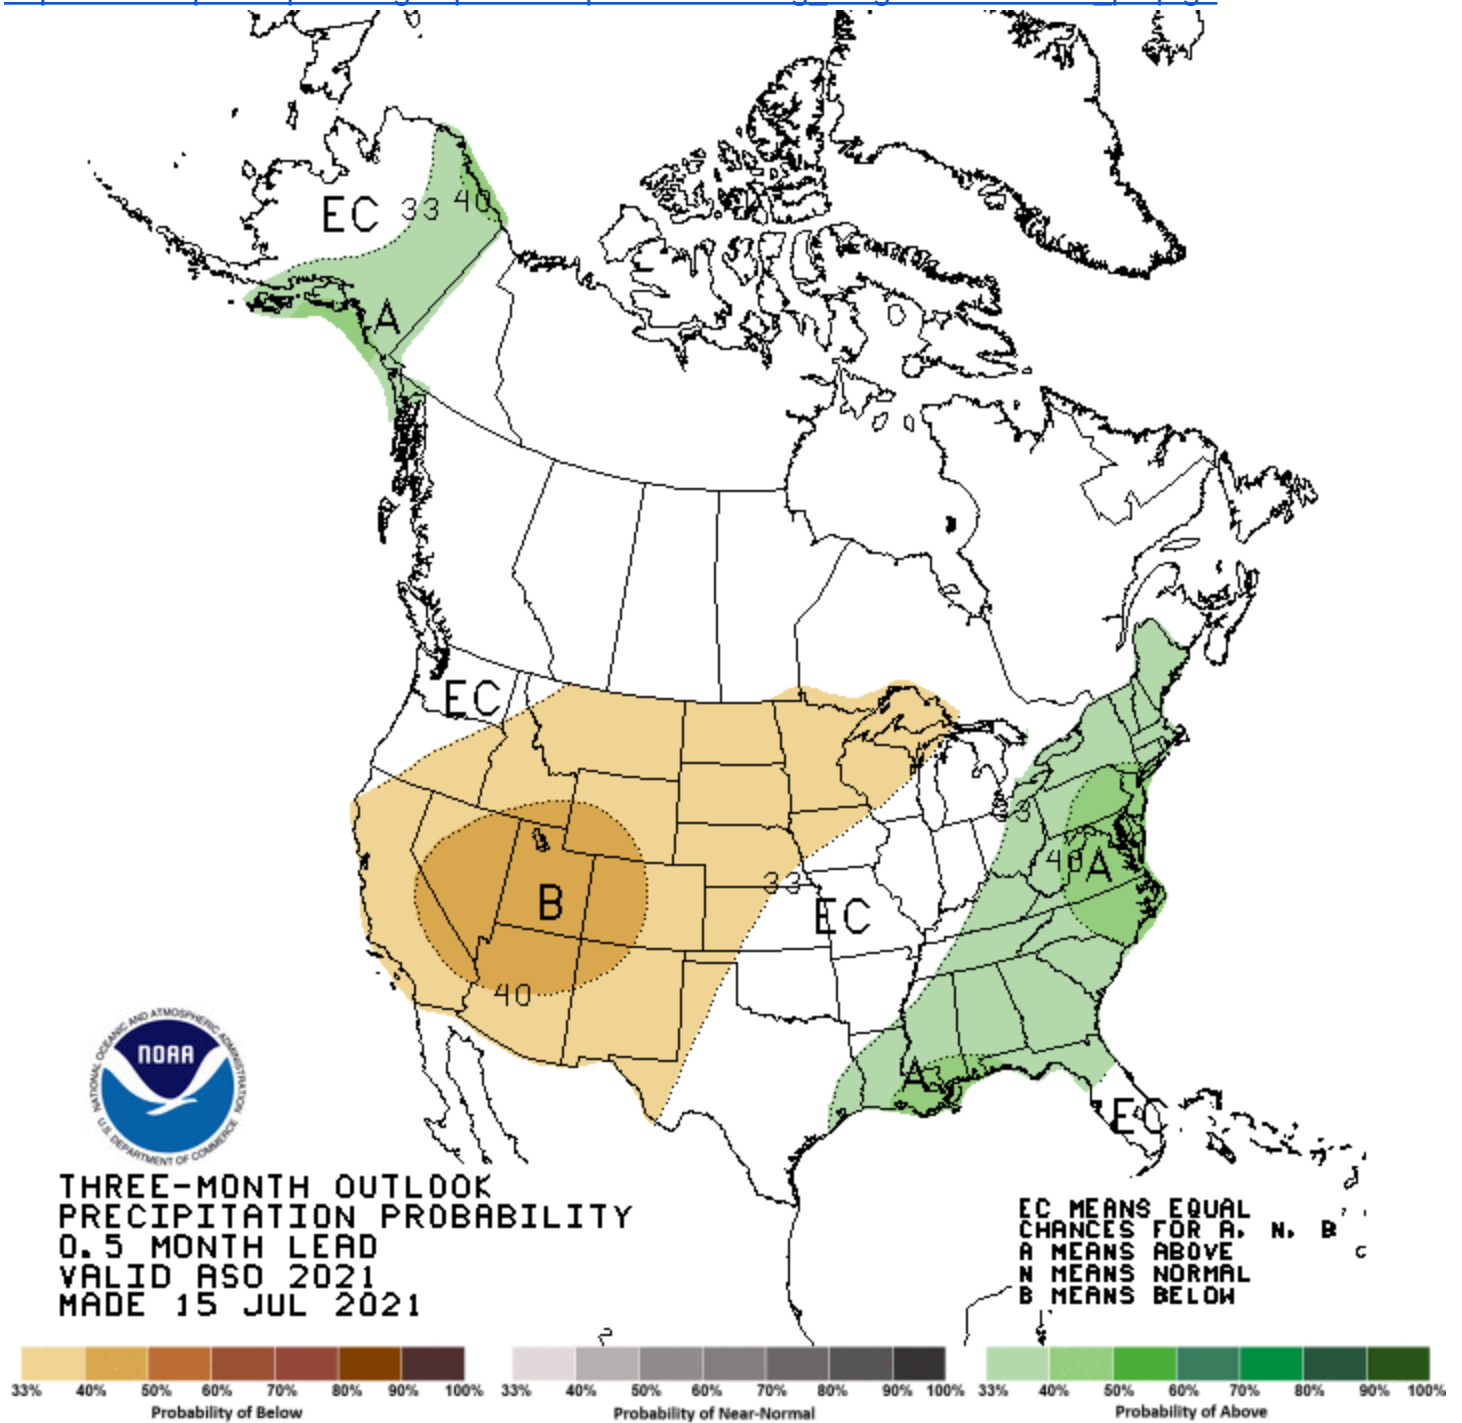 EC
33
40
A
EC
33
40
A
B
33
EC
40
A
EC
NATIONAL OCEANIC AND ATMOSPHERIC ADMINISTRATION
NOAA
U.S. DEPARTMENT OF COMMERCE
THREE-MONTH OUTLOOK
PRECIPITATION PROBABILITY
0.5 MONTH LEAD
VALID ASO 2021
MADE 15 JUL 2021
EC MEANS EQUAL
CHANCES FOR A, N, B
A MEANS ABOVE
N MEANS NORMAL
B MEANS BELOW
33% 40% 50% 60% 70% 80% 90% 100%
Probability of Below
33% 40% 50% 60% 70% 80% 90% 100%
Probability of Near-Normal
33% 40% 50% 60% 70% 80% 90% 100%
Probability of Above